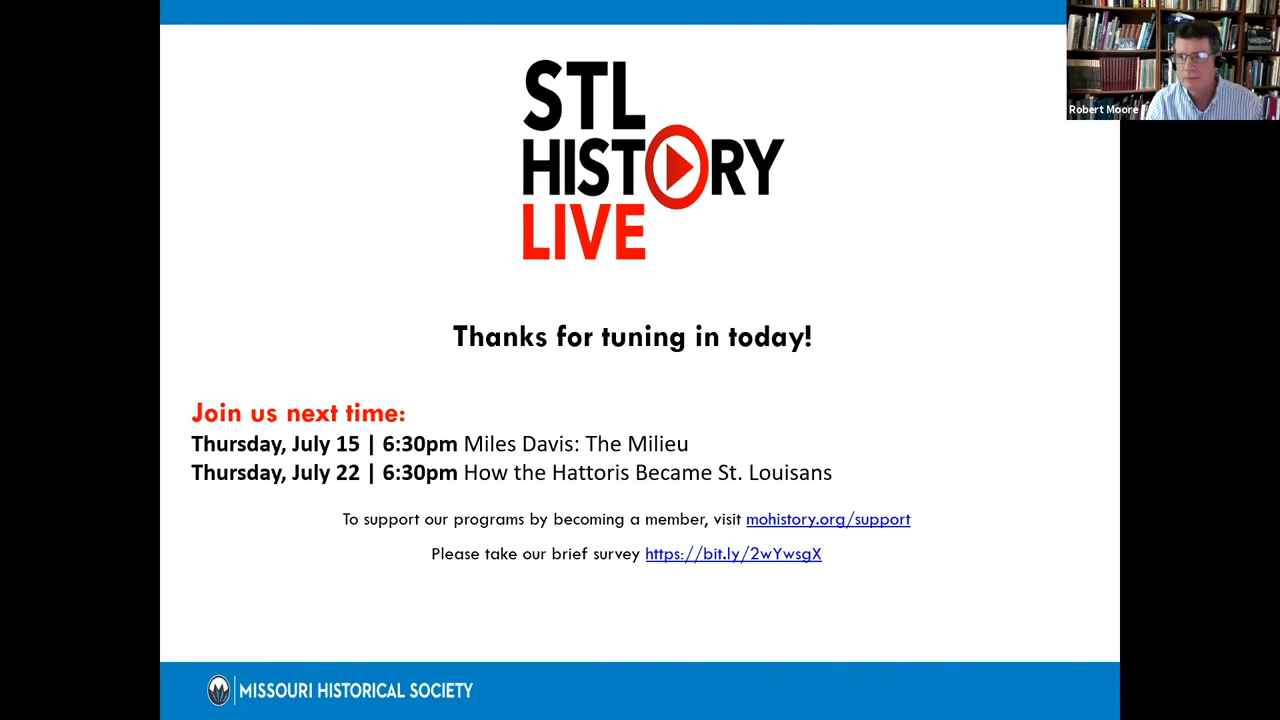 STL
HISTORY
LIVE
Robert Moore
Thanks for tuning in today!
Join us next time:
Thursday, July 15 | 6:30pm Miles Davis: The Milieu
Thursday, July 22 | 6:30pm How the Hattoris Became St. Louisans
To support our programs by becoming a member, visit mohistory.org/support
Please take our brief survey https://bit.ly/2wYwsgX
MISSOURI HISTORICAL SOCIETY